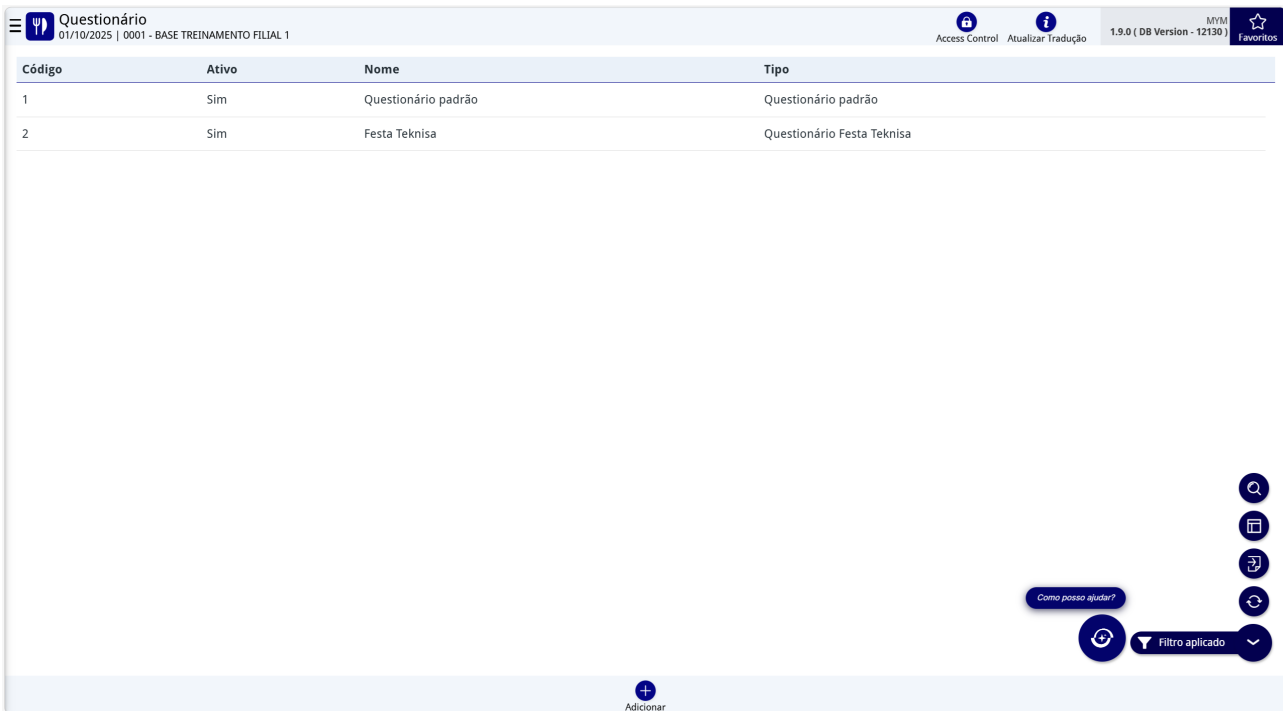 Questionário
01/10/2025 | 0001 - BASE TREINAMENTO FILIAL 1
Access Control
Atualizar Tradução
MYM
1.9.0 ( DB Version - 12130 )
Favoritos
Código Ativo Nome Tipo
1 Sim Questionário padrão Questionário padrão
2 Sim Festa Teknisa Questionário Festa Teknisa
Como posso ajudar?
Filtro aplicado
Adicionar